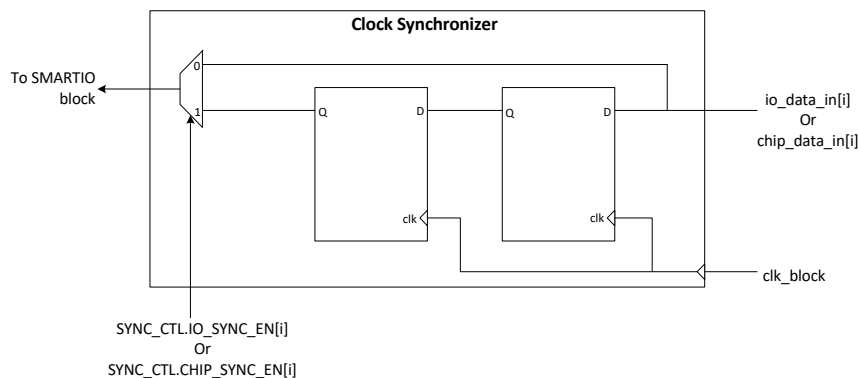 Clock Synchronizer
To SMARTIO
block
0
1
Q
D
Q
D
clk
clk
io_data_in[i]
Or
chip_data_in[i]
clk_block
SYNC_CTL.IO_SYNC_EN[i]
Or
SYNC_CTL.CHIP_SYNC_EN[i]